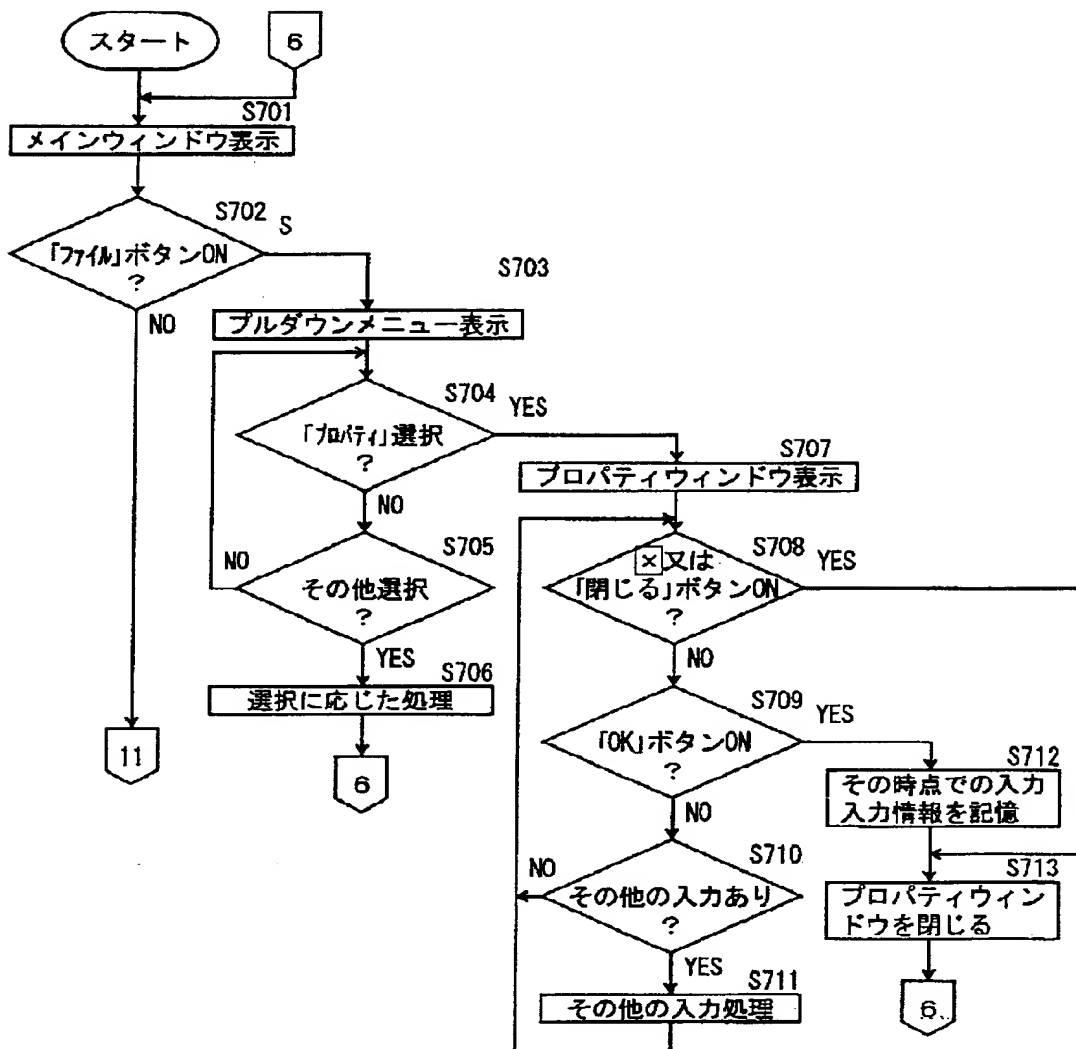 スタート
6
S701
メインウィンドウ表示
S702
S
「ファイル」ボタンON
?
NO
S703
プルダウンメニュー表示
S704
YES
「プロパティ」選択
?
NO
S705
NO
その他選択
?
YES
S706
選択に応じた処理
11
6
S707
プロパティウィンドウ表示
S708
YES
×又は
「閉じる」ボタンON
?
NO
S709
YES
「OK」ボタンON
?
NO
S712
その時点での入力
入力情報を記憶
S710
NO
その他の入力あり
?
YES
S713
プロパティウィン
ドウを閉じる
S711
その他の入力処理
6